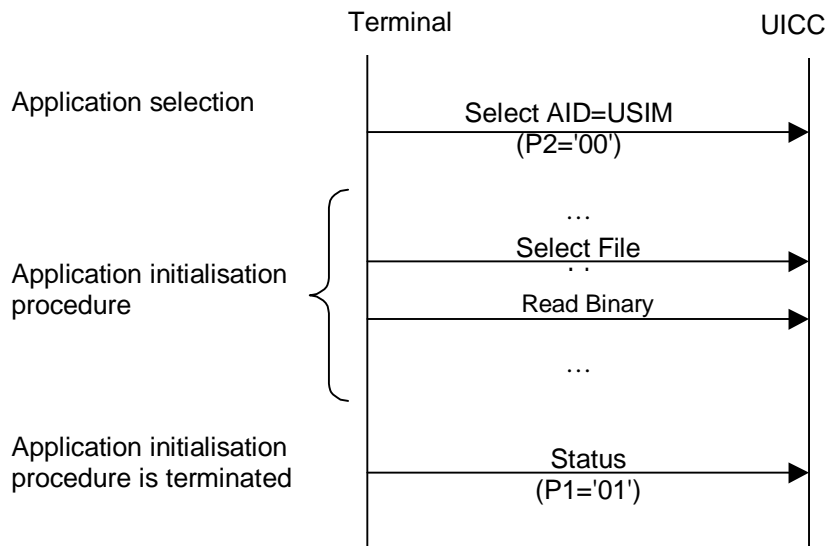 Terminal UICC
Application selection
Select AID=USIM
(P2='00')
...
Select File
. .
Application initialisation
procedure
Read Binary
...
Application initialisation
procedure is terminated
Status
(P1='01')